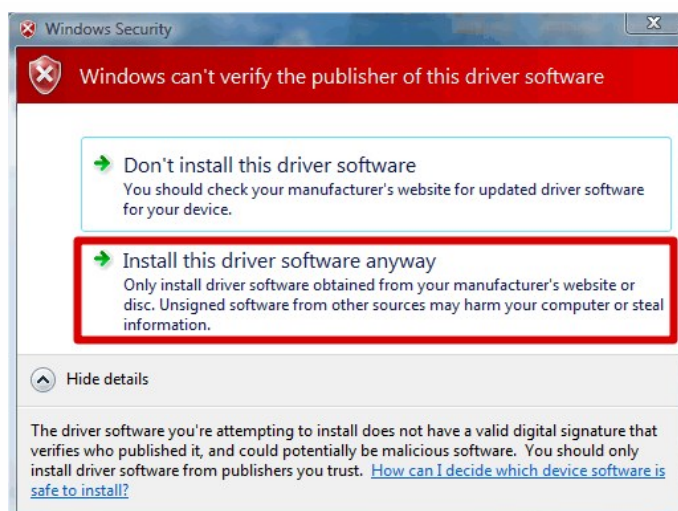 Windows Security
Windows can't verify the publisher of this driver software
Don't install this driver software
You should check your manufacturer's website for updated driver software
for your device.
Install this driver software anyway
Only install driver software obtained from your manufacturer's website or
disc. Unsigned software from other sources may harm your computer or steal
information.
Hide details
The driver software you're attempting to install does not have a valid digital signature that
verifies who published it, and could potentially be malicious software. You should only
install driver software from publishers you trust. How can I decide which device software is
safe to install?